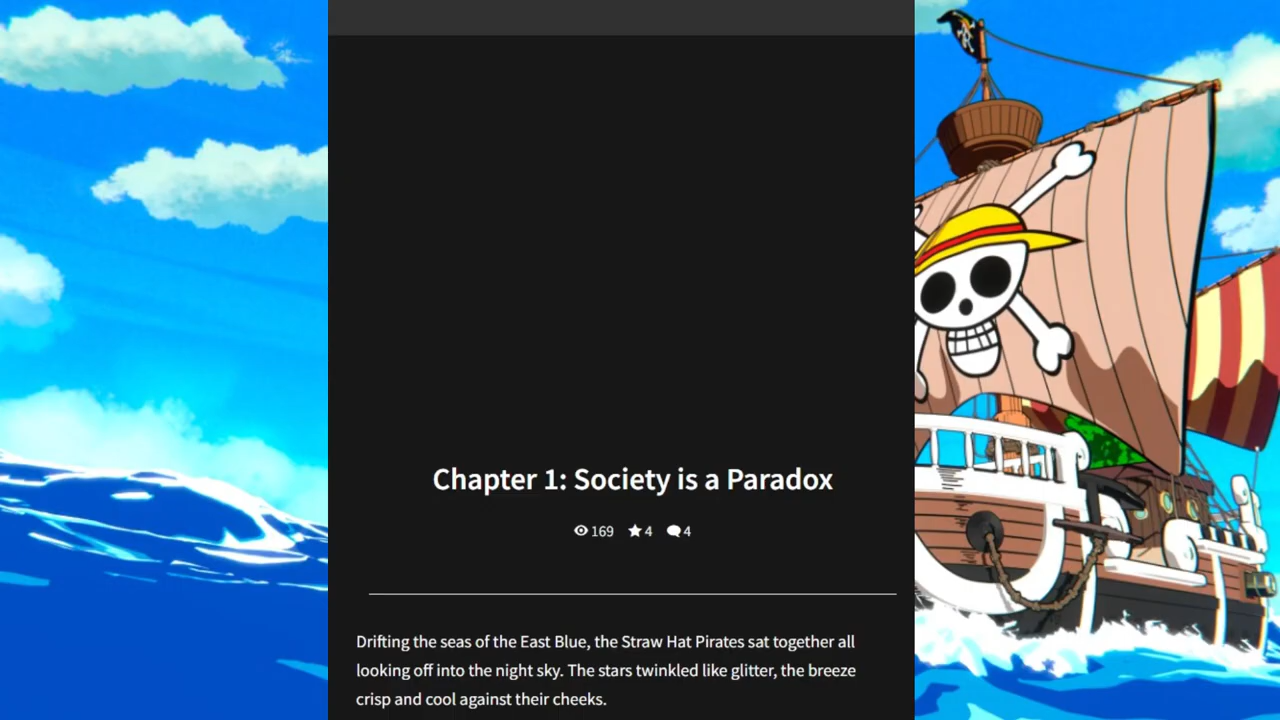 Chapter 1: Society is a Paradox
169 4 4
Drifting the seas of the East Blue, the Straw Hat Pirates sat together all
looking off into the night sky. The stars twinkled like glitter, the breeze
crisp and cool against their cheeks.